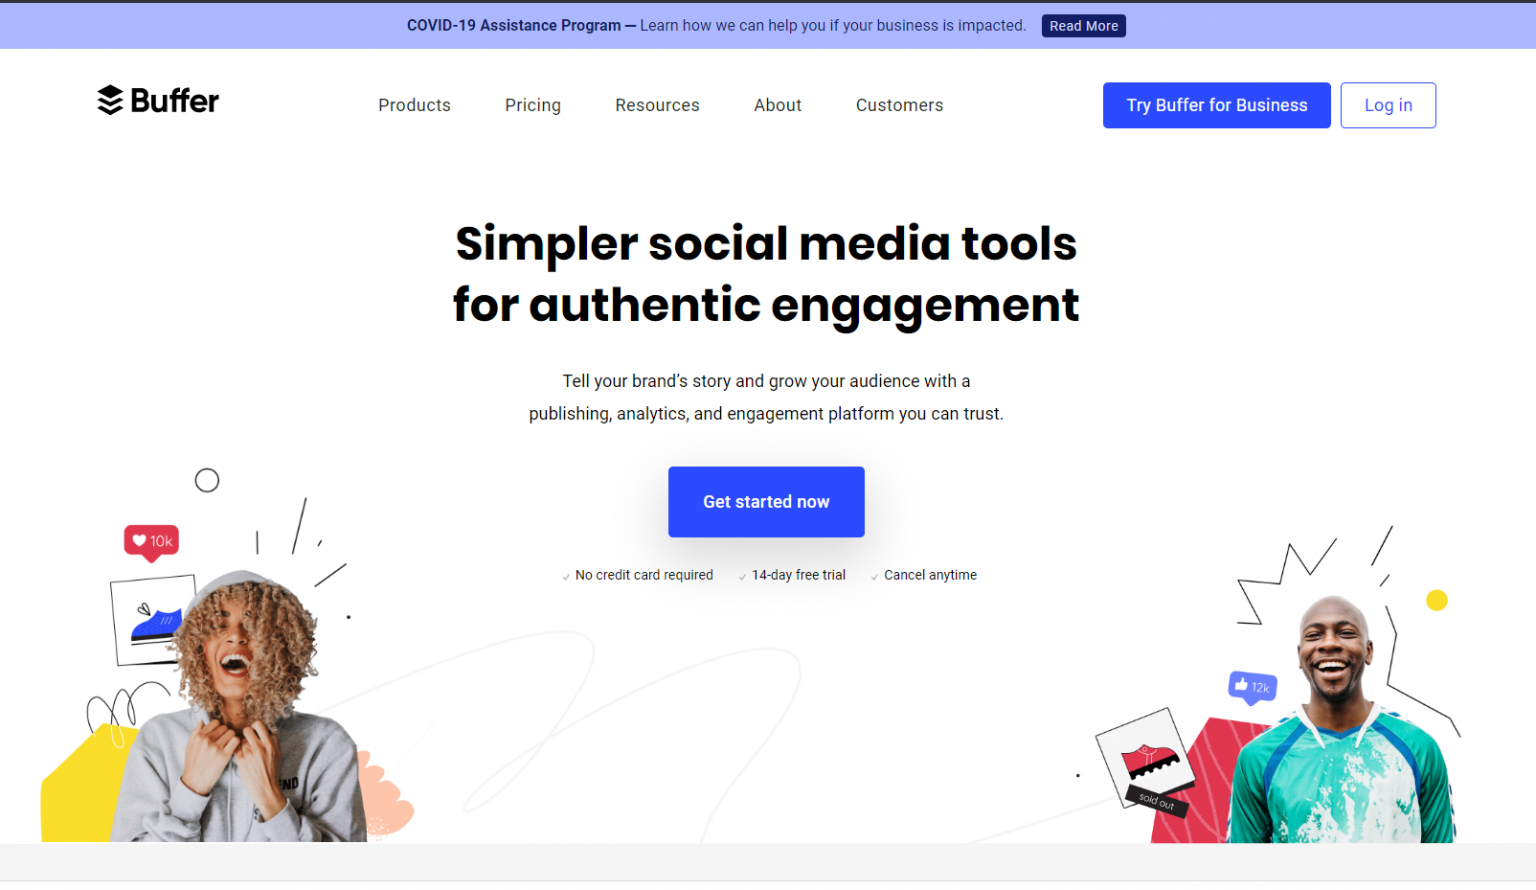 COVID-19 Assistance Program — Learn how we can help you if your business is impacted. Read More
Buffer
Products Pricing Resources About Customers
Try Buffer for Business Log in
Simpler social media tools
for authentic engagement
Tell your brand’s story and grow your audience with a
publishing, analytics, and engagement platform you can trust.
Get started now
No credit card required 14-day free trial Cancel anytime
10k
12k
sold out